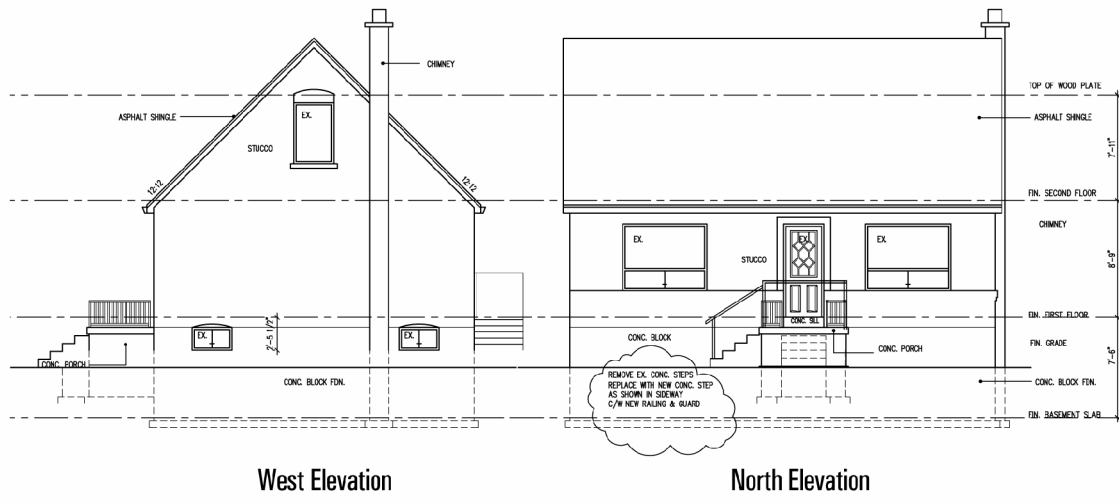 CHIMNEY
ASPHALT SHINGLE
EX.
STUCCO
12:12
12:12
EX.
EX.
2'-5 1/2"
CONC. PORCH
CONC. BLOCK FDN.
West Elevation
TOP OF WOOD PLATE
ASPHALT SHINGLE
7'-11"
FIN. SECOND FLOOR
CHIMNEY
EX.
EX.
EX.
STUCCO
8'-9"
FIN. FIRST FLOOR
CONC. SILL
CONC. BLOCK
FIN. GRADE
CONC. PORCH
7'-6"
REMOVE EX. CONC. STEPS
REPLACE WITH NEW CONC. STEP
AS SHOWN IN SIDEWAY
C/W NEW RALING & GUARD
CONC. BLOCK FDN.
FIN. BASEMENT SLAB
North Elevation